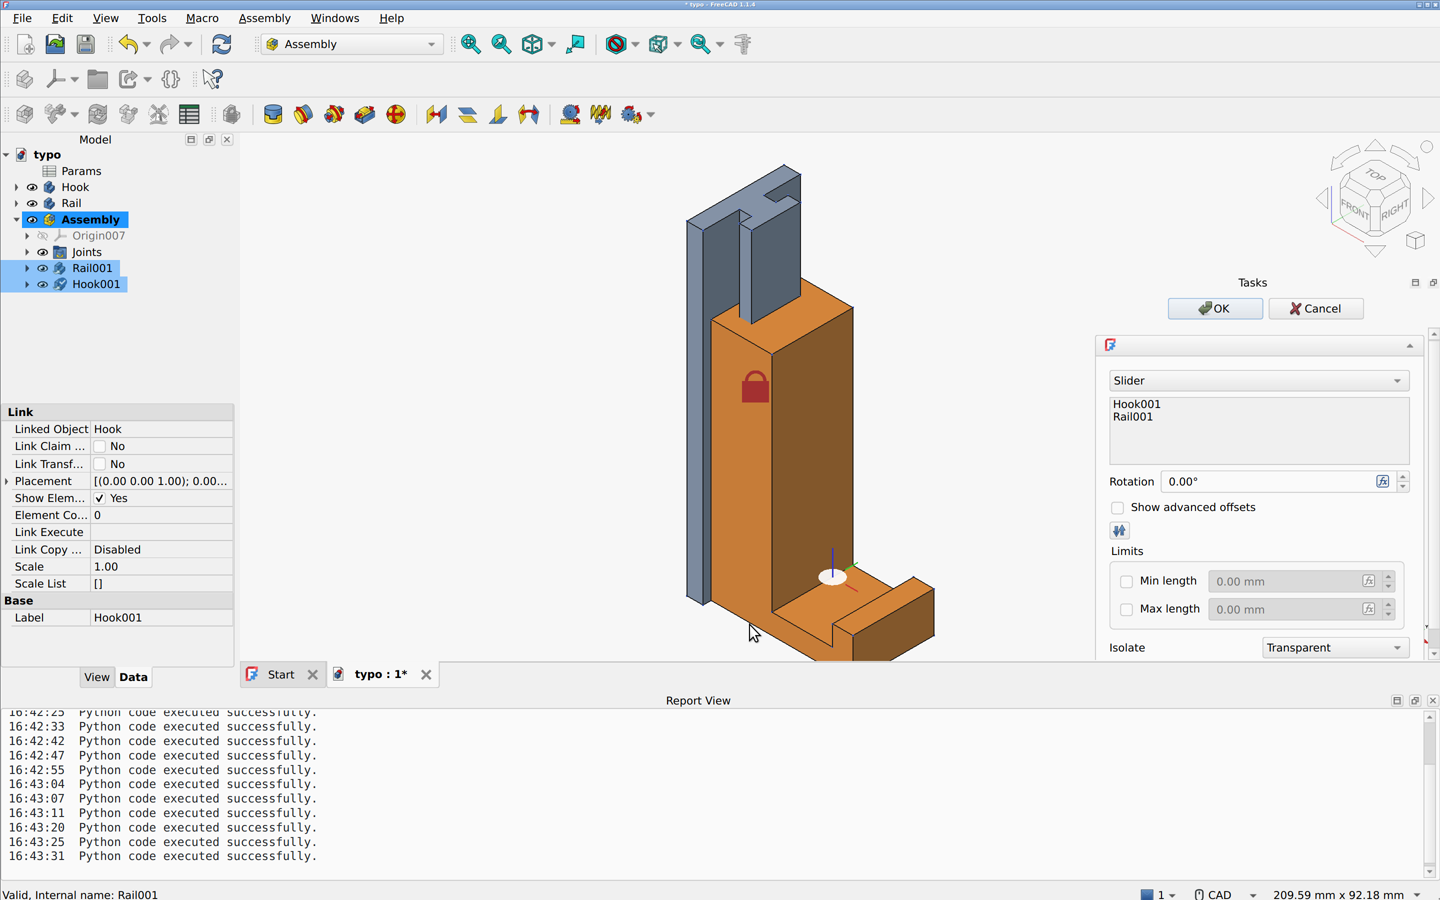 * typo - FreeCAD 1.1.4
File Edit View Tools Macro Assembly Windows Help
Assembly
Model
typo
Params
Hook
Rail
Assembly
Origin007
Joints
Rail001
Hook001
Link
Linked Object Hook
Link Claim ... No
Link Transf... No
Placement [(0.00 0.00 1.00); 0.00...
Show Elem... Yes
Element Co... 0
Link Execute
Link Copy ... Disabled
Scale 1.00
Scale List []
Base
Label Hook001
View Data
TOP
FRONT
RIGHT
Tasks
OK Cancel
Slider
Hook001
Rail001
Rotation 0.00°
Show advanced offsets
Limits
Min length 0.00 mm
Max length 0.00 mm
Isolate Transparent
Start typo : 1*
Report View
16:42:25 Python code executed successfully.
16:42:33 Python code executed successfully.
16:42:42 Python code executed successfully.
16:42:47 Python code executed successfully.
16:42:55 Python code executed successfully.
16:43:04 Python code executed successfully.
16:43:07 Python code executed successfully.
16:43:11 Python code executed successfully.
16:43:20 Python code executed successfully.
16:43:25 Python code executed successfully.
16:43:31 Python code executed successfully.
Valid, Internal name: Rail001
1 CAD 209.59 mm x 92.18 mm